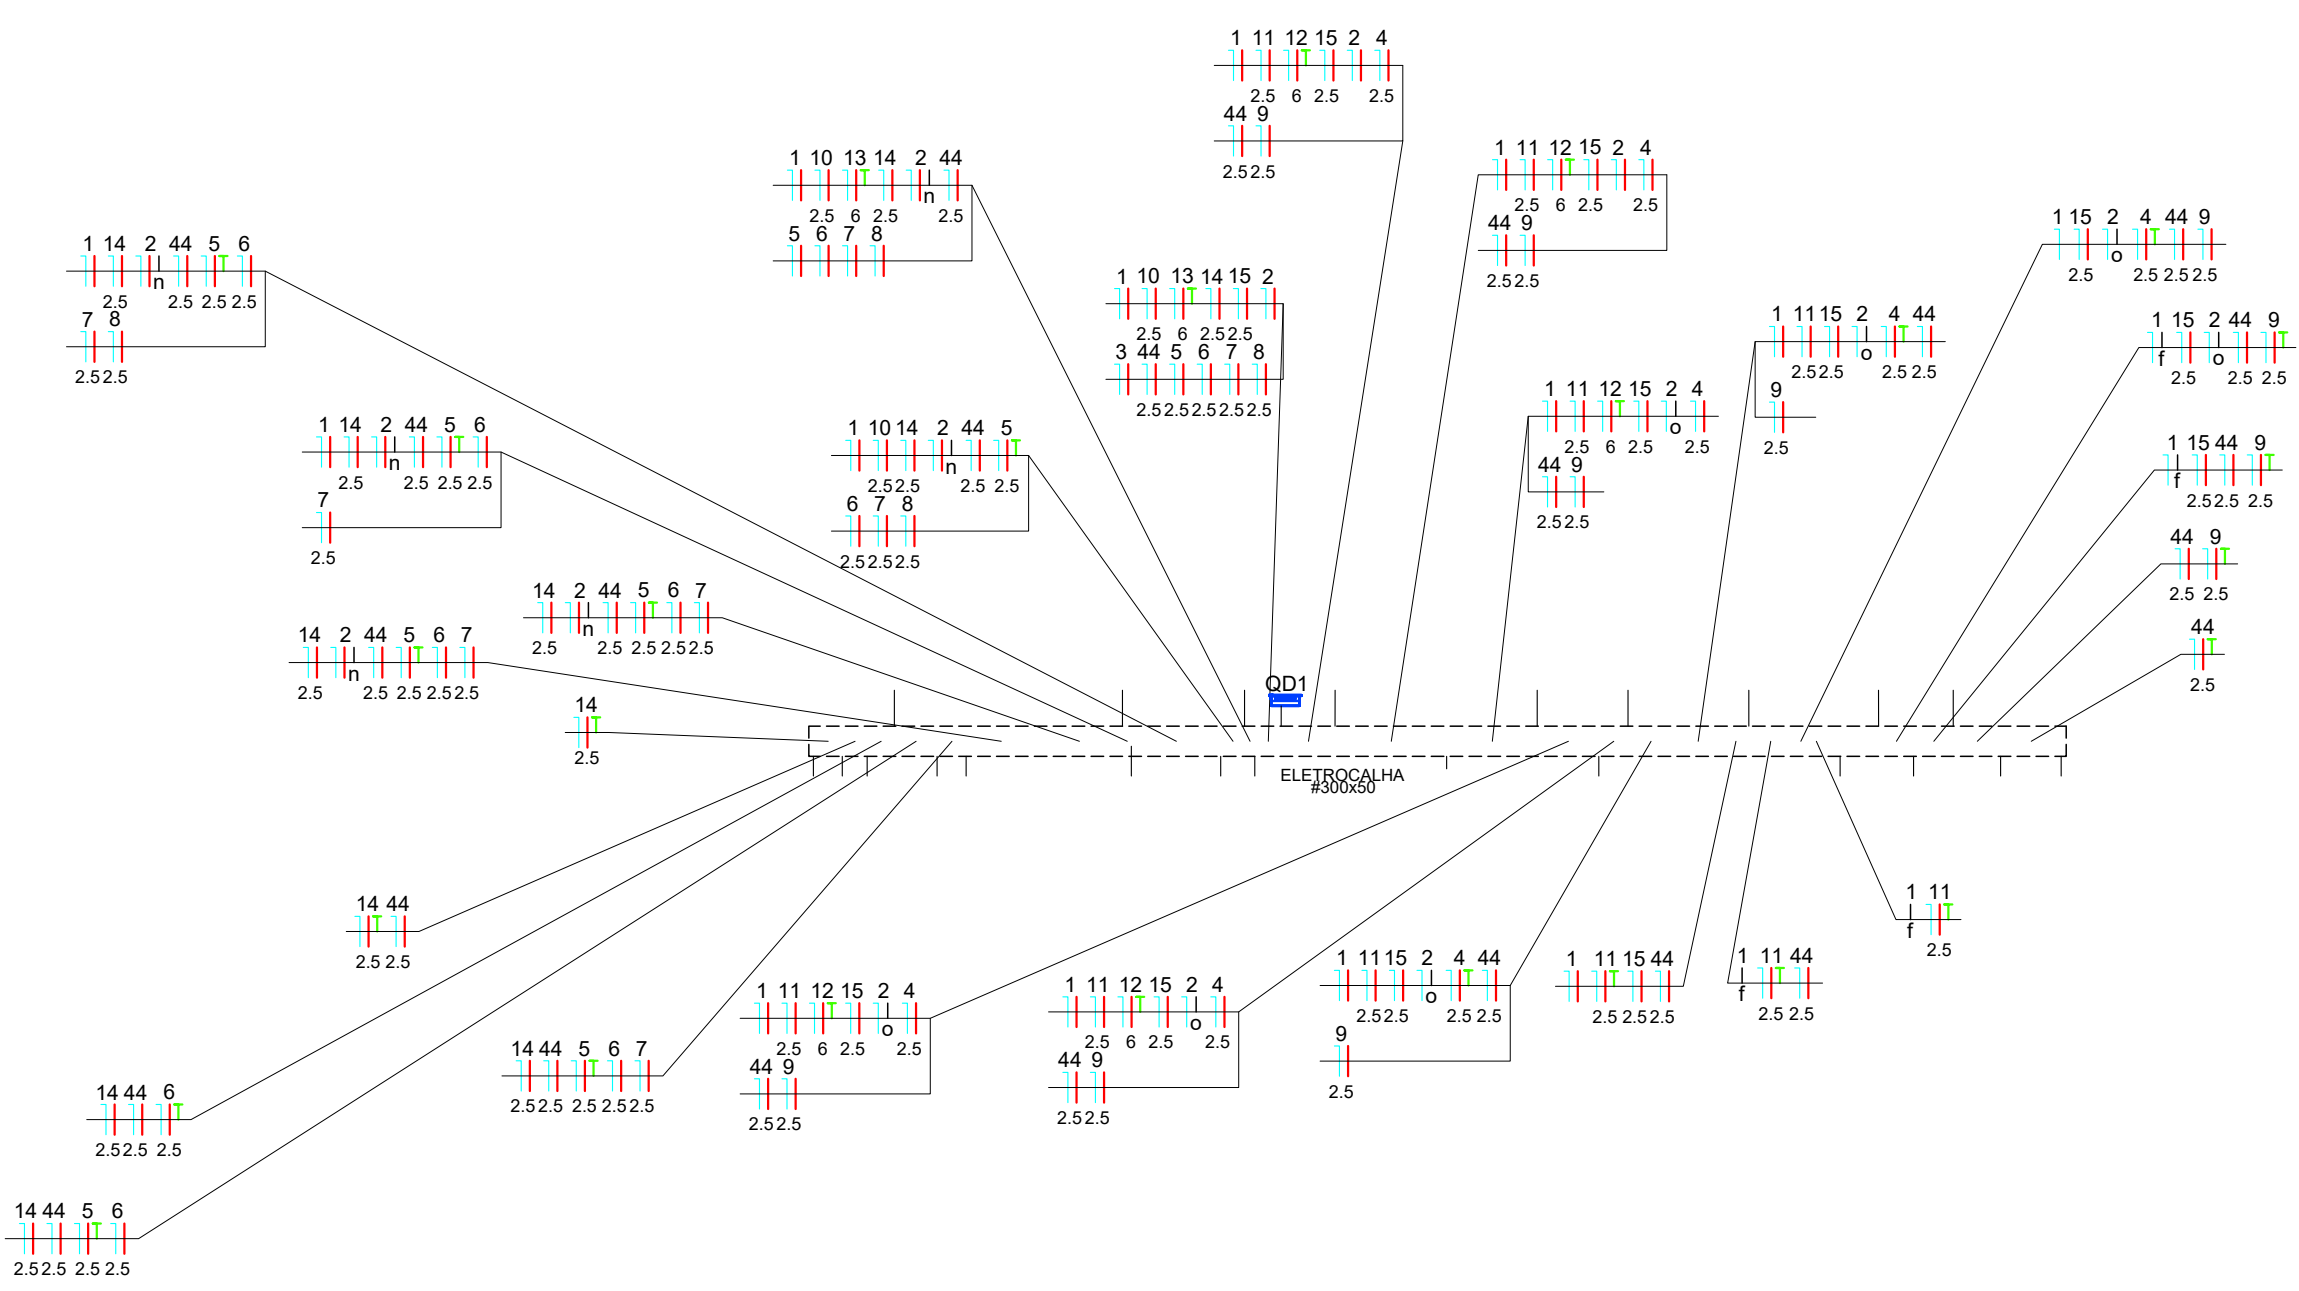 1 11 12 15 2 4
T
2.5 6 2.5 2.5
44 9
2.5 2.5
1 10 13 14 2 44
T
n
2.5 6 2.5 2.5
5 6 7 8
1 11 12 15 2 4
T
2.5 6 2.5 2.5
44 9
2.5 2.5
1 14 2 44 5 6
T
n
2.5 2.5 2.5 2.5
7 8
2.5 2.5
1 15 2 4 44 9
T
o
2.5 2.5 2.5 2.5
1 10 13 14 15 2
T
2.5 6 2.5 2.5
3 44 5 6 7 8
2.5 2.5 2.5 2.5 2.5
1 11 15 2 4 44
T
o
2.5 2.5 2.5 2.5
9
2.5
1 15 2 44 9
T
f o
2.5 2.5 2.5
1 11 12 15 2 4
T
o
2.5 6 2.5 2.5
44 9
2.5 2.5
1 14 2 44 5 6
T
n
2.5 2.5 2.5 2.5
7
2.5
1 10 14 2 44 5
T
n
2.5 2.5 2.5 2.5
6 7 8
2.5 2.5 2.5
1 15 44 9
T
f
2.5 2.5 2.5
44 9
T
2.5 2.5
14 2 44 5 6 7
T
n
2.5 2.5 2.5 2.5 2.5
14 2 44 5 6 7
T
n
2.5 2.5 2.5 2.5 2.5
44
T
2.5
14
T
2.5
QD1
ELETROCALHA
#300x50
14 44
T
2.5 2.5
1 11
T
f
2.5
1 11 12 15 2 4
T
o
2.5 6 2.5 2.5
44 9
2.5 2.5
1 11 12 15 2 4
T
o
2.5 6 2.5 2.5
44 9
2.5 2.5
1 11 15 2 4 44
T
o
2.5 2.5 2.5 2.5
9
2.5
1 11 15 44
T
2.5 2.5 2.5
1 11 44
T
f
2.5 2.5
14 44 5 6 7
T
2.5 2.5 2.5 2.5 2.5
14 44 6
T
2.5 2.5 2.5
14 44 5 6
T
2.5 2.5 2.5 2.5